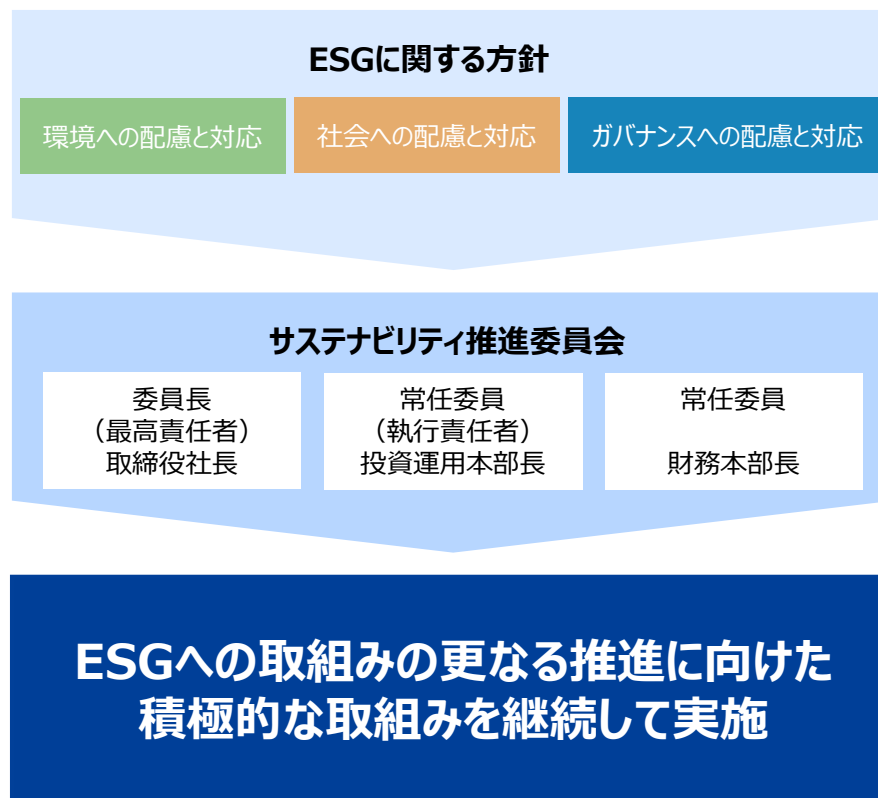 ESGに関する方針
環境への配慮と対応
社会への配慮と対応
ガバナンスへの配慮と対応
サステナビリティ推進委員会
委員長
（最高責任者）
取締役社長
常任委員
（執行責任者）
投資運用本部長
常任委員
財務本部長
ESGへの取組みの更なる推進に向けた
積極的な取組みを継続して実施